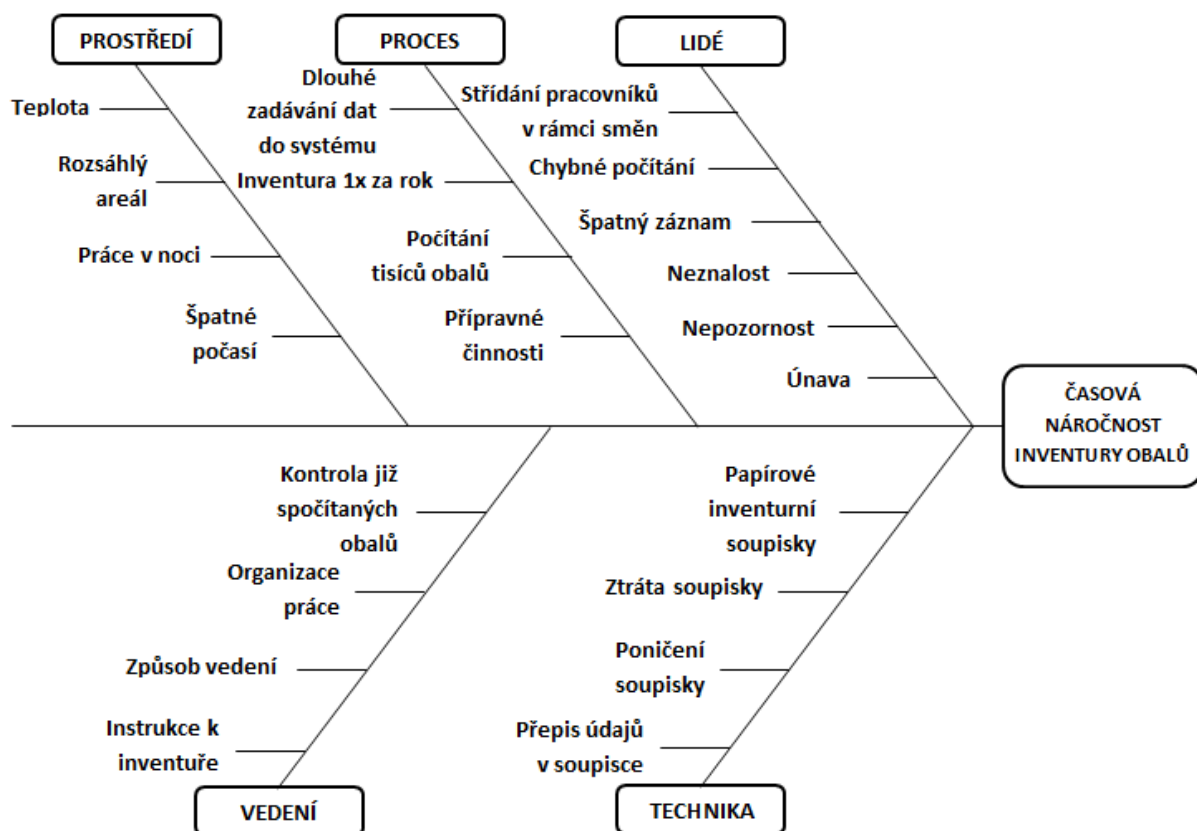 PROSTŘEDÍ
PROCES
LIDÉ
Teplota
Rozsáhlý
areál
Práce v noci
Špatné
počasí
Dlouhé
zadávání dat
do systému
Inventura 1x za rok
Počítání
tisíců obalů
Přípravné
činnosti
Střídání pracovníků
v rámci směn
Chybné počítání
Špatný záznam
Neznalost
Nepozornost
Únava
ČASOVÁ
NÁROČNOST
INVENTURY OBALŮ
Kontrola již
spočítaných
obalů
Organizace
práce
Způsob vedení
Instrukce k
inventuře
Papírové
inventurní
soupisky
Ztráta soupisky
Poničení
soupisky
Přepis údajů
v soupisce
VEDENÍ
TECHNIKA